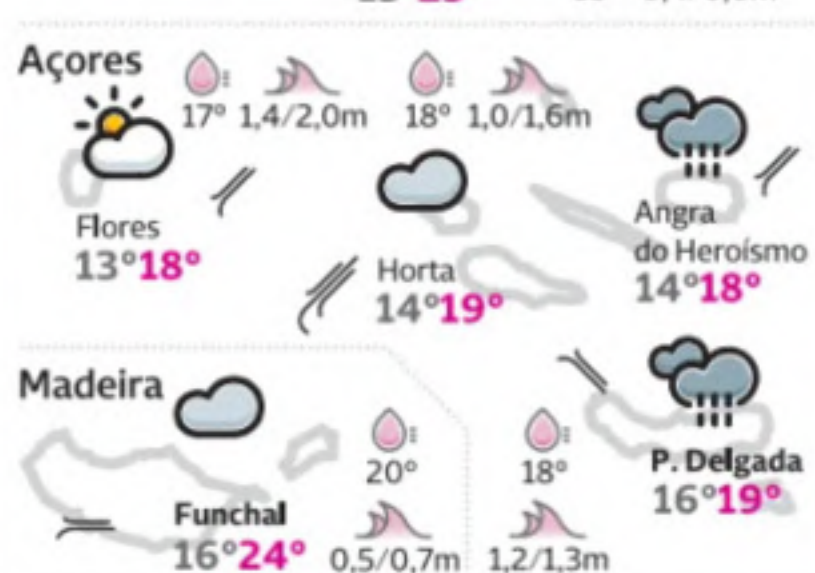 Açores
17° 1,4/2,0m 18° 1,0/1,6m
Flores
13°18°
Horta
14°19°
Angra
do Heroísmo
14°18°
Madeira
20°
Funchal
16°24°
0,5/0,7m
18°
1,2/1,3m
P. Delgada
16°19°